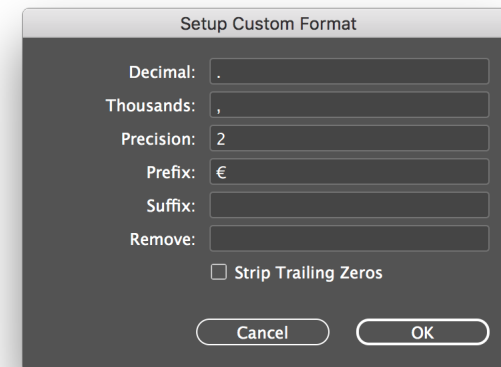 Setup Custom Format
Decimal: .
Thousands: ,
Precision: 2
Prefix: €
Suffix:
Remove:
Strip Trailing Zeros
Cancel OK